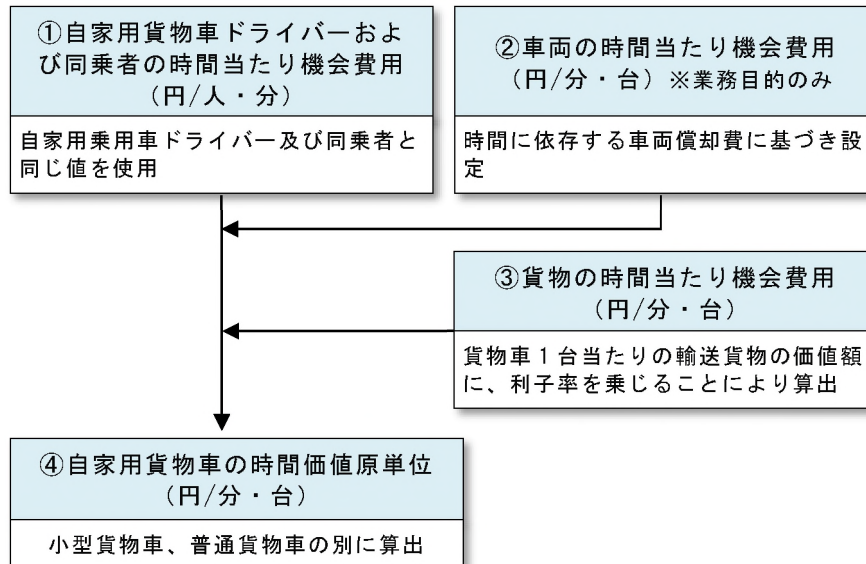 ①自家用貨物車ドライバーおよ
び同乗者の時間当たり機会費用
（円/人・分）
自家用乗用車ドライバー及び同乗者と
同じ値を使用
②車両の時間当たり機会費用
（円/分・台）※業務目的のみ
時間に依存する車両償却費に基づき設
定
③貨物の時間当たり機会費用
（円/分・台）
貨物車１台当たりの輸送貨物の価値額
に、利子率を乗じることにより算出
④自家用貨物車の時間価値原単位
（円/分・台）
小型貨物車、普通貨物車の別に算出